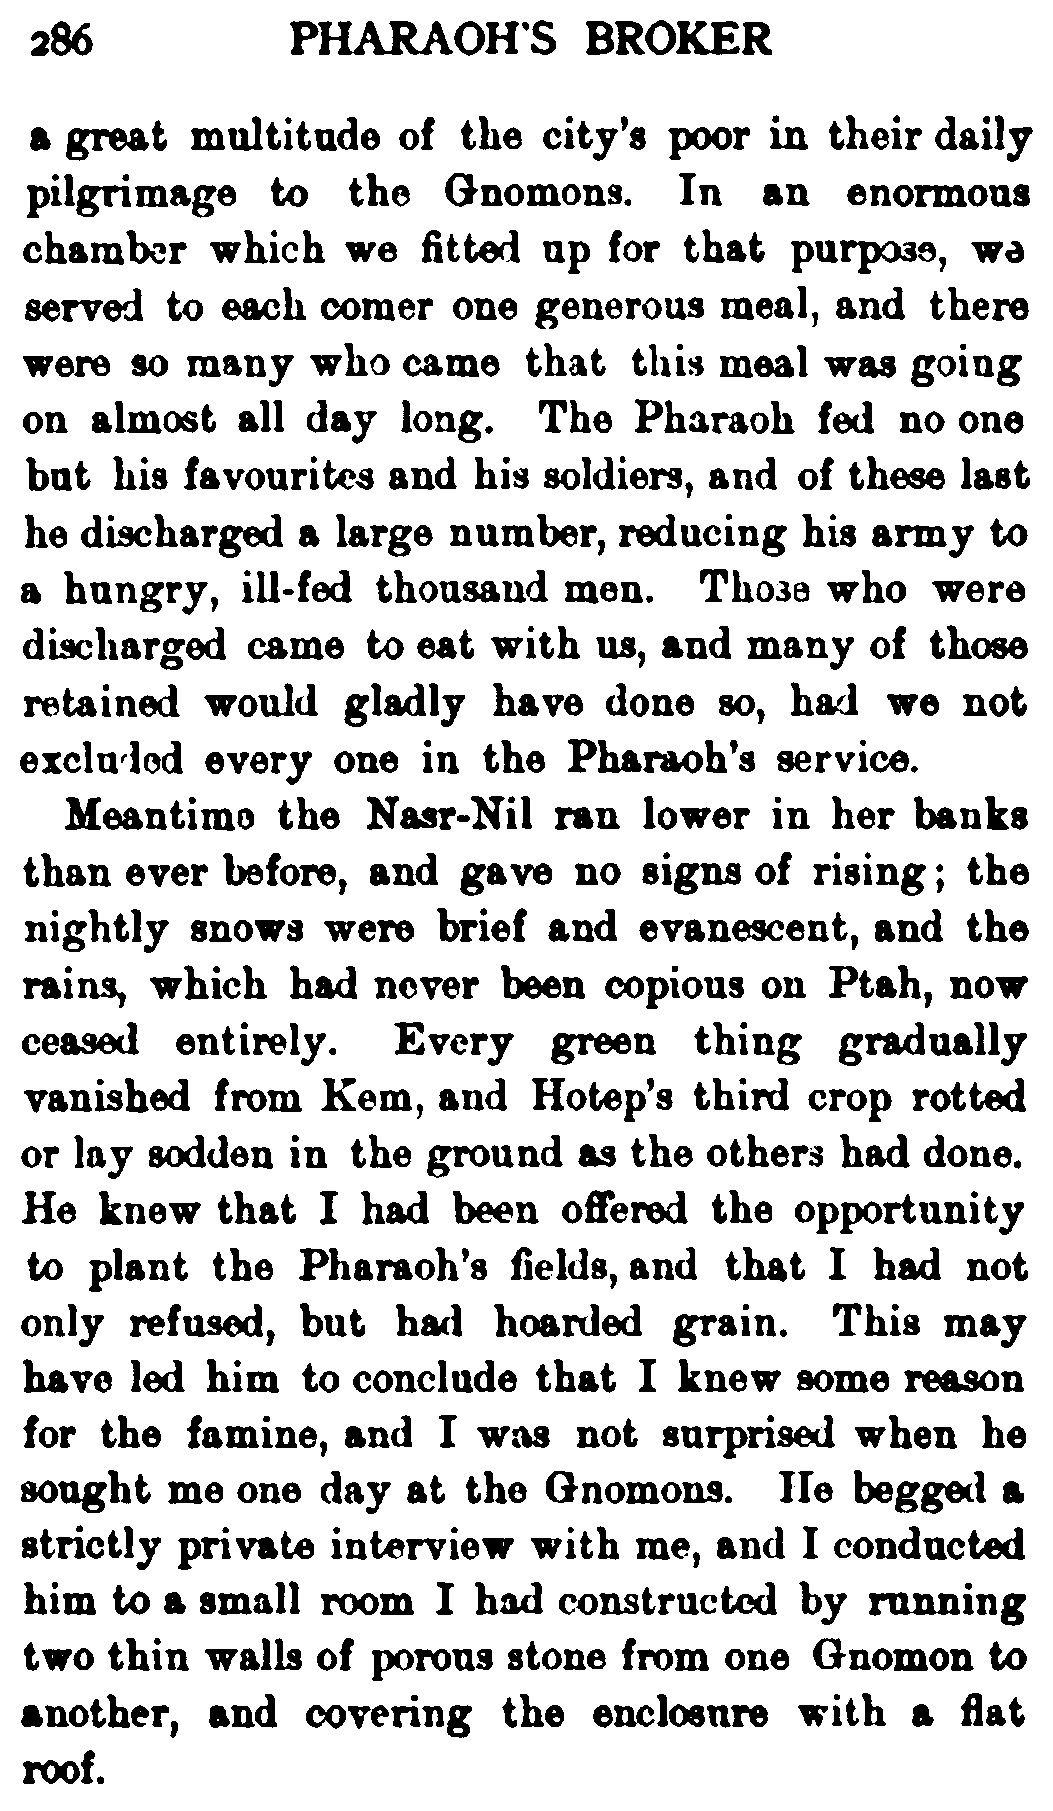 286 PHARAOH'S BROKER
a great multitude of the city's poor in their daily
pilgrimage to the Gnomons. In an enormous
chamber which we fitted up for that purpose, we
served to each comer one generous meal, and there
were so many who came that this meal was going
on almost all day long. The Pharaoh fed no one
but his favourites and his soldiers, and of these last
he discharged a large number, reducing his army to
a hungry, ill-fed thousand men. Those who were
discharged came to eat with us, and many of those
retained would gladly have done so, had we not
excluded every one in the Pharaoh's service.
Meantime the Nasr-Nil ran lower in her banks
than ever before, and gave no signs of rising; the
nightly snows were brief and evanescent, and the
rains, which had never been copious on Ptah, now
ceased entirely. Every green thing gradually
vanished from Kem, and Hotep's third crop rotted
or lay sodden in the ground as the others had done.
He knew that I had been offered the opportunity
to plant the Pharaoh's fields, and that I had not
only refused, but had hoarded grain. This may
have led him to conclude that I knew some reason
for the famine, and I was not surprised when he
sought me one day at the Gnomons. He begged a
strictly private interview with me, and I conducted
him to a small room I had constructed by running
two thin walls of porous stone from one Gnomon to
another, and covering the enclosure with a flat
roof.